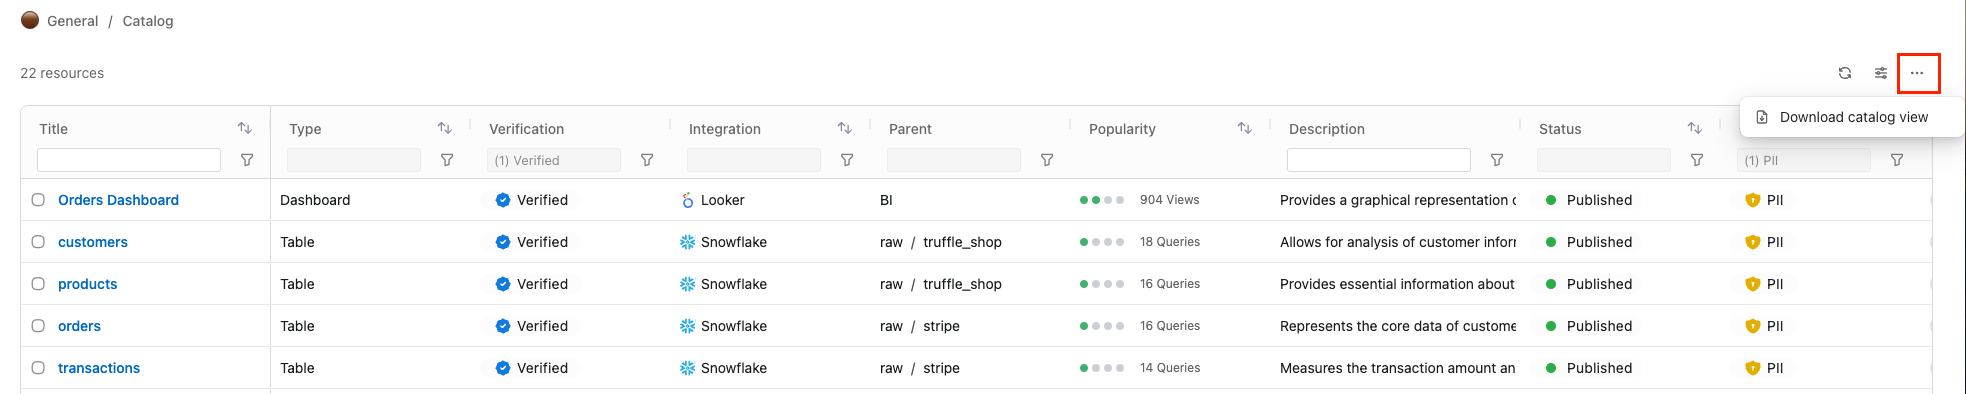 General / Catalog
22 resources
Download catalog view
Title Type Verification Integration Parent Popularity Description Status
(1) Verified (1) PII
Orders Dashboard Dashboard Verified Looker BI 904 Views Provides a graphical representation Published PII
customers Table Verified Snowflake raw / truffle_shop 18 Queries Allows for analysis of customer infor Published PII
products Table Verified Snowflake raw / truffle_shop 16 Queries Provides essential information about Published PII
orders Table Verified Snowflake raw / stripe 16 Queries Represents the core data of custome Published PII
transactions Table Verified Snowflake raw / stripe 14 Queries Measures the transaction amount an Published PII